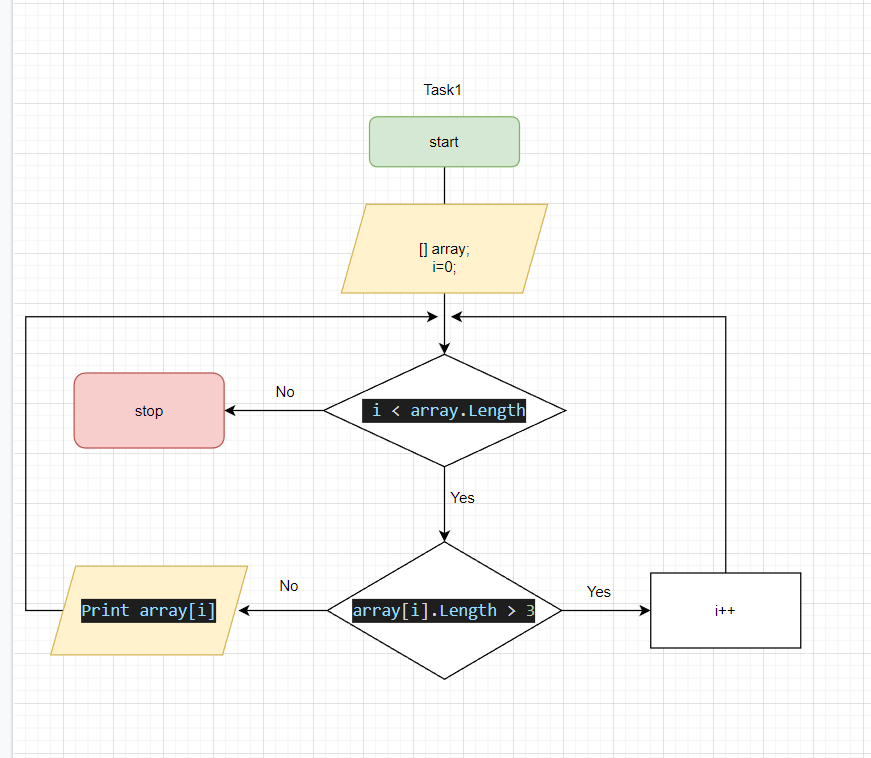 Task1
start
[] array;
i=0;
No
stop
i < array.Length
Yes
No
Yes
Print array[i]
array[i].Length > 3
i++